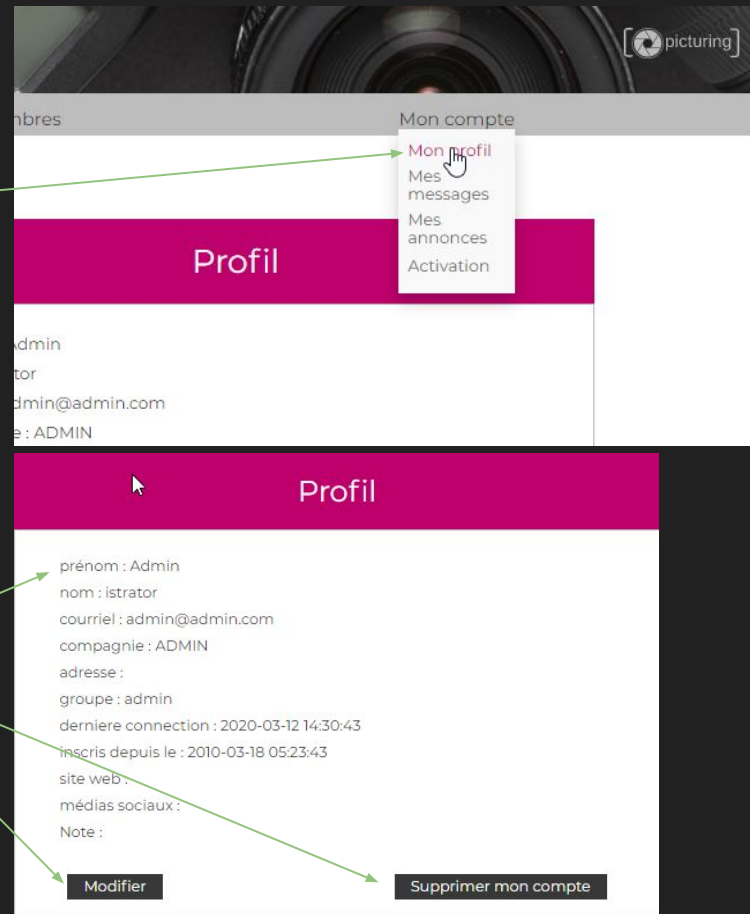 picturing
nbres
Mon compte
Mon profil
Mes
messages
Mes
annonces
Activation
Profil
Admin
tor
dmin@admin.com
e : ADMIN
Profil
prénom : Admin
nom : istrator
courriel : admin@admin.com
compagnie : ADMIN
adresse :
groupe : admin
derniere connection : 2020-03-12 14:30:43
inscris depuis le : 2010-03-18 05:23:43
site web :
médias sociaux :
Note :
Modifier
Supprimer mon compte